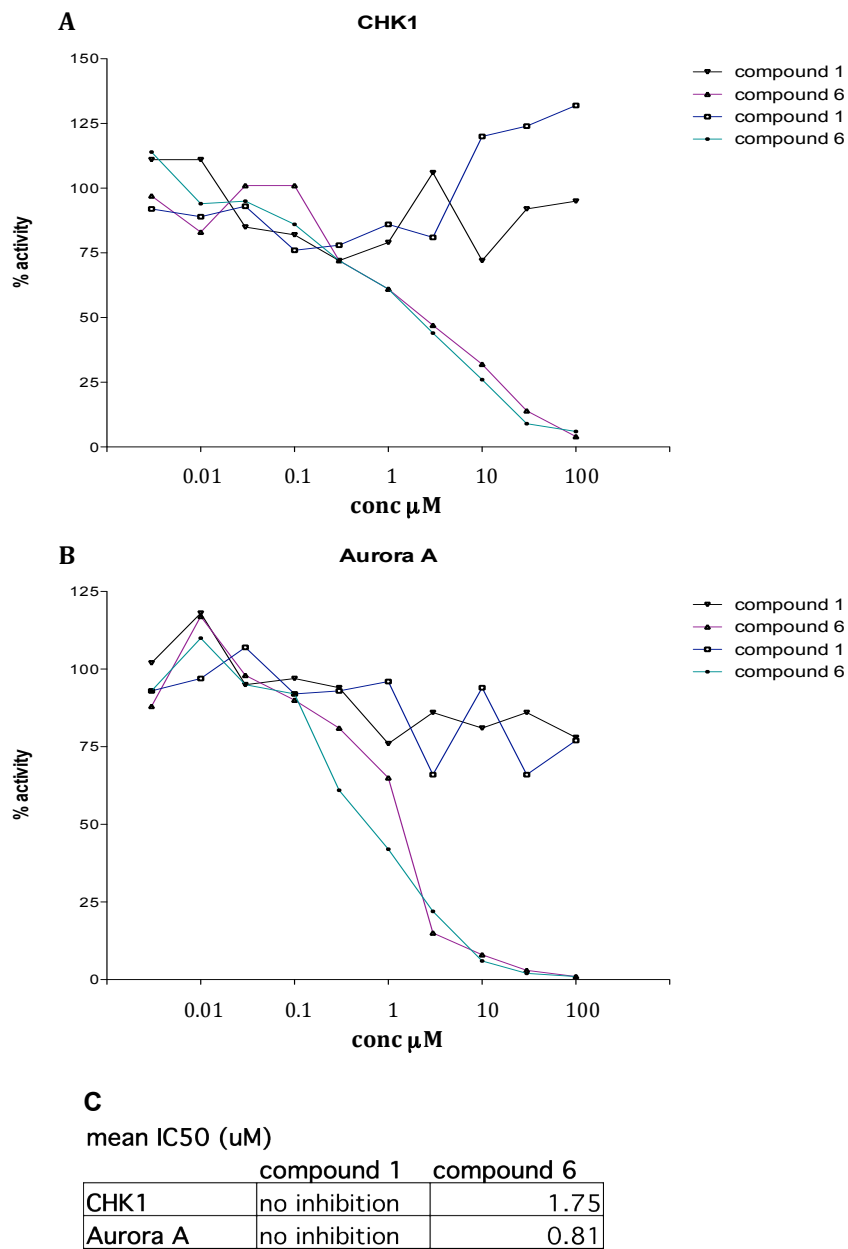 A
CHK1
150
125
100
75
50
25
0
% activity
0.01 0.1 1 10 100
conc μM
compound 1
compound 6
compound 1
compound 6
B
Aurora A
125
100
75
50
25
0
% activity
0.01 0.1 1 10 100
conc μM
compound 1
compound 6
compound 1
compound 6
C
mean IC50 (uM)
compound 1 compound 6
CHK1 no inhibition 1.75
Aurora A no inhibition 0.81